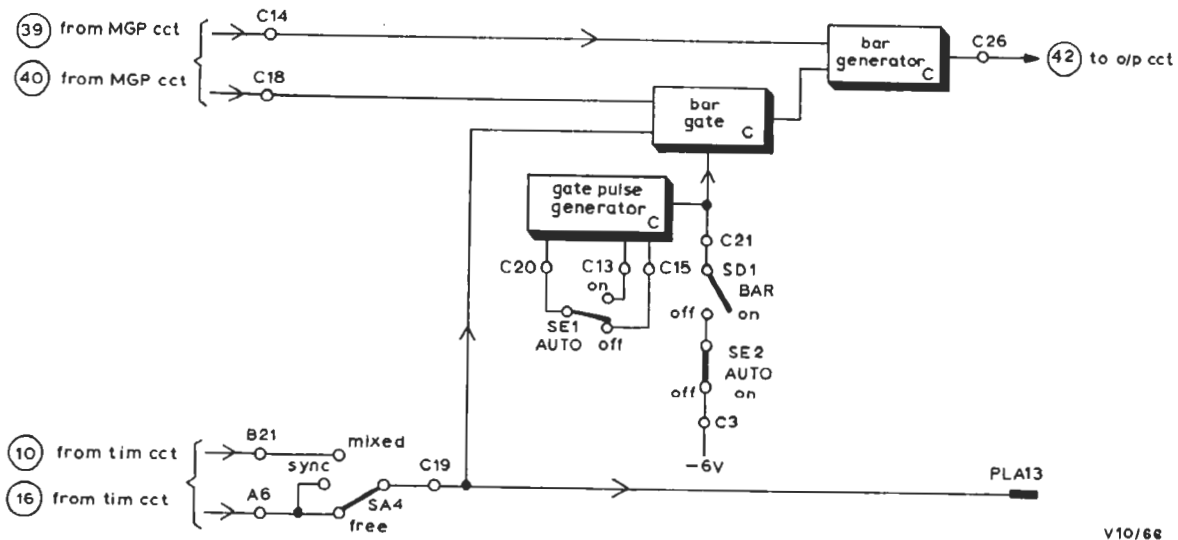 39 from MGP cct
C14
40 from MGP cct
C18
bar
generator
C
C26
42 to o/p cct
bar
gate
C
gate pulse
generator
C
C20
C13
C15
on
SE1
AUTO off
C21
SD1
BAR
off on
SE2
AUTO
off on
C3
-6V
10 from tim cct
B21
mixed
sync
16 from tim cct
A6
SA4
free
C19
PLA13
V10/66